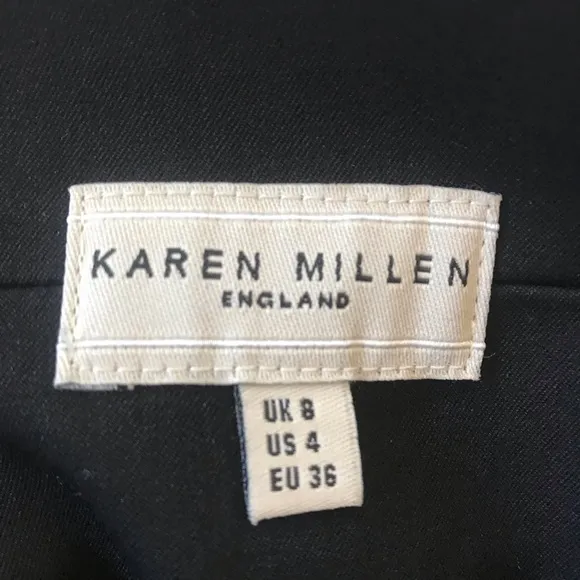 KAREN MILLEN
ENGLAND
UK 8
US 4
EU 36